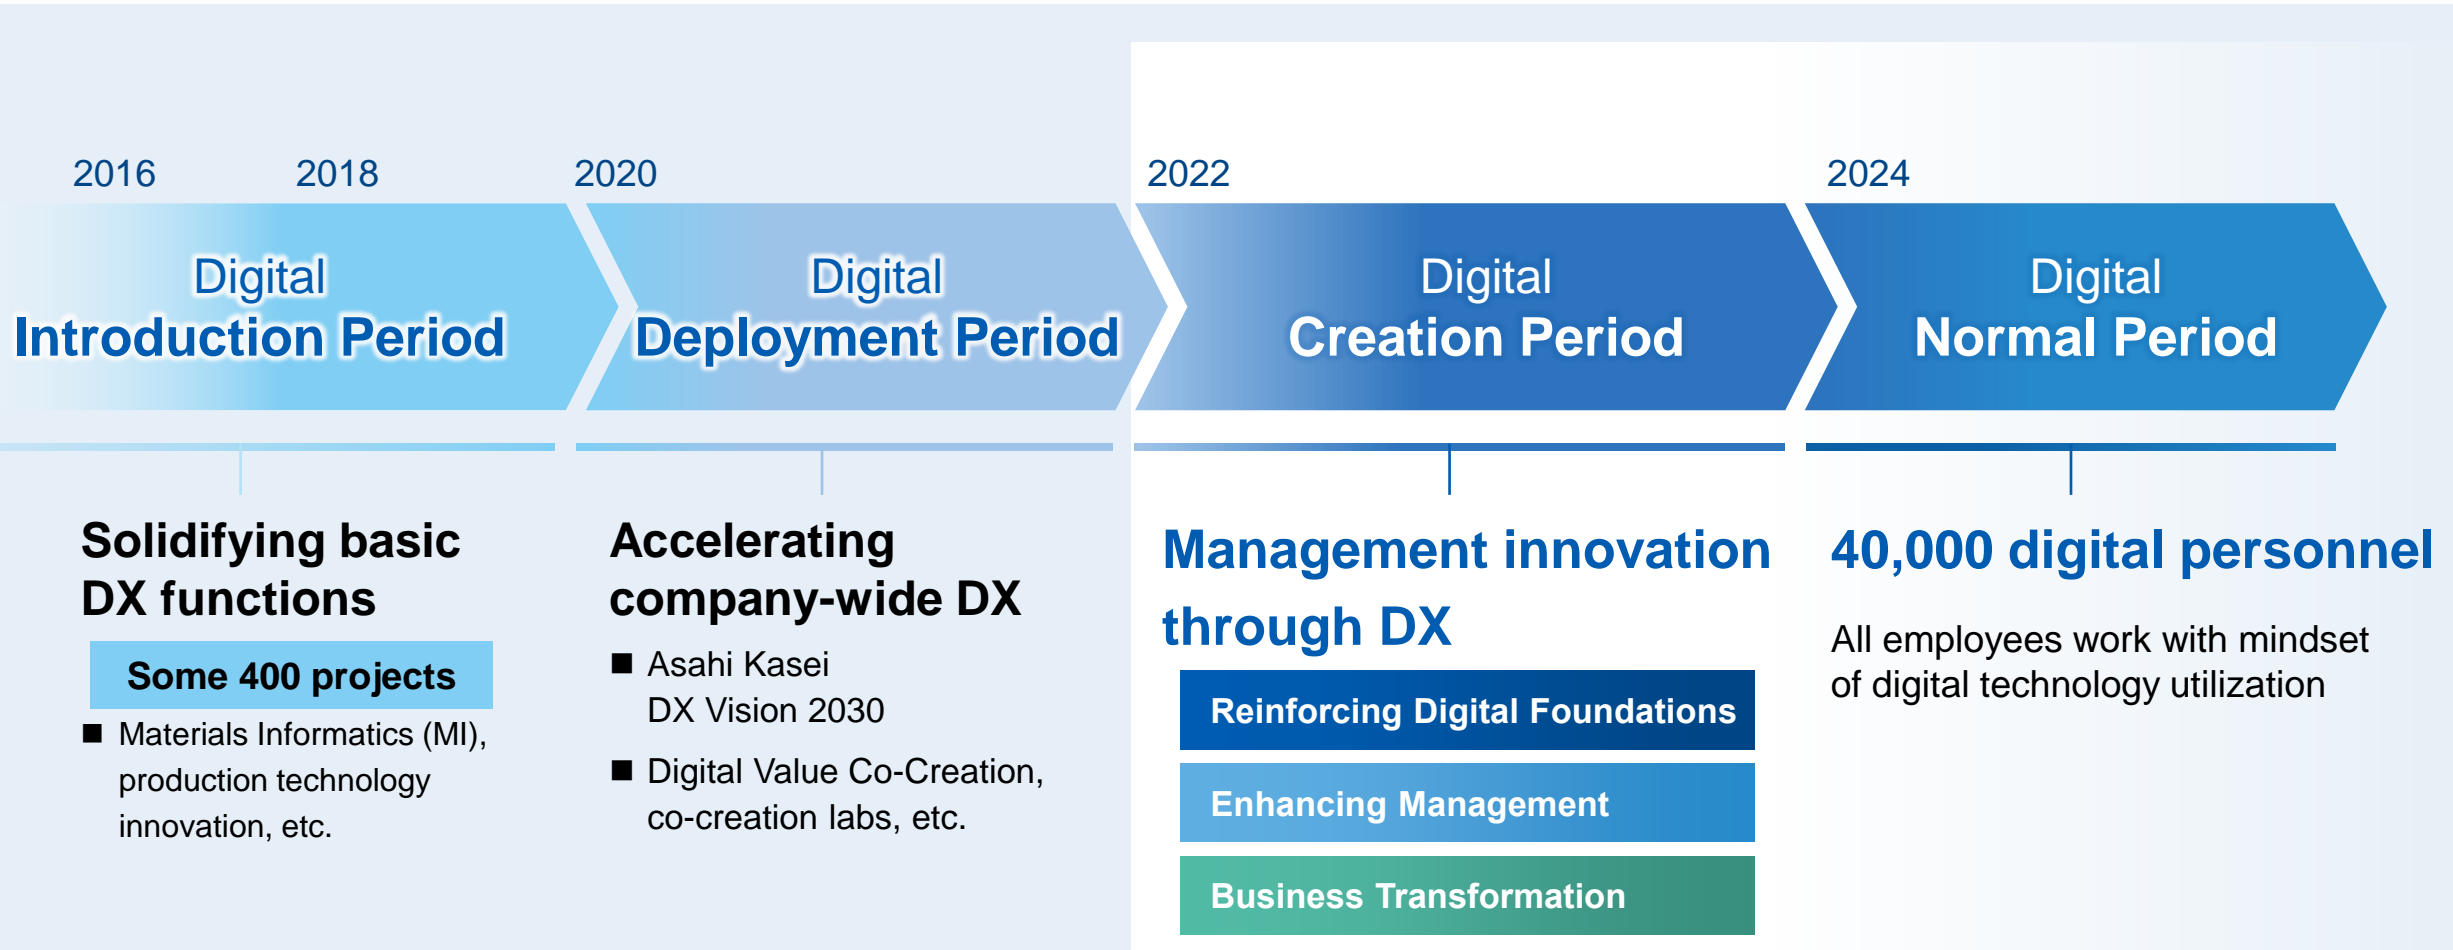 2016
2018
2020
2022
2024
Digital
Introduction Period
Digital
Deployment Period
Digital
Creation Period
Digital
Normal Period
Solidifying basic
DX functions
Some 400 projects
■ Materials Informatics (MI),
production technology
innovation, etc.
Accelerating
company-wide DX
■ Asahi Kasei
DX Vision 2030
■ Digital Value Co-Creation,
co-creation labs, etc.
Management innovation
through DX
Reinforcing Digital Foundations
Enhancing Management
Business Transformation
40,000 digital personnel
All employees work with mindset
of digital technology utilization